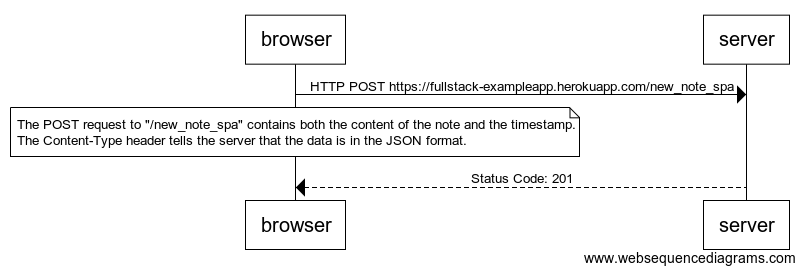 browser
server
HTTP POST https://fullstack-exampleapp.herokuapp.com/new_note_spa
The POST request to "/new_note_spa" contains both the content of the note and the timestamp.
The Content-Type header tells the server that the data is in the JSON format.
Status Code: 201
browser
server
www.websequencediagrams.com